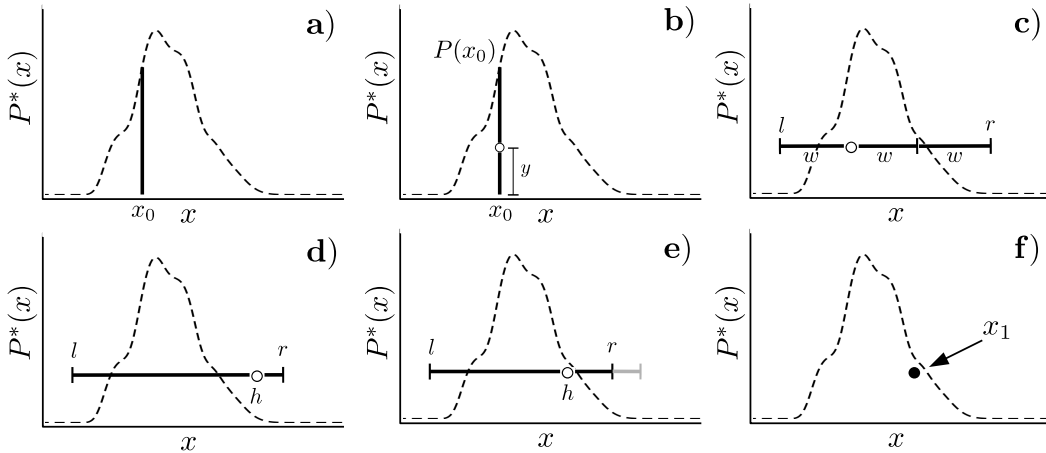 a)
P*(x)
x₀
x
b)
P(x₀)
P*(x)
y
x₀
x
c)
P*(x)
l
r
w
w
w
x
d)
P*(x)
l
r
h
x
e)
P*(x)
l
r
h
x
f)
P*(x)
x₁
x